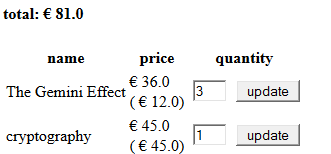 total: € 81.0
name price quantity
The Gemini Effect € 36.0 3 update
( € 12.0)
cryptography € 45.0 1 update
( € 45.0)